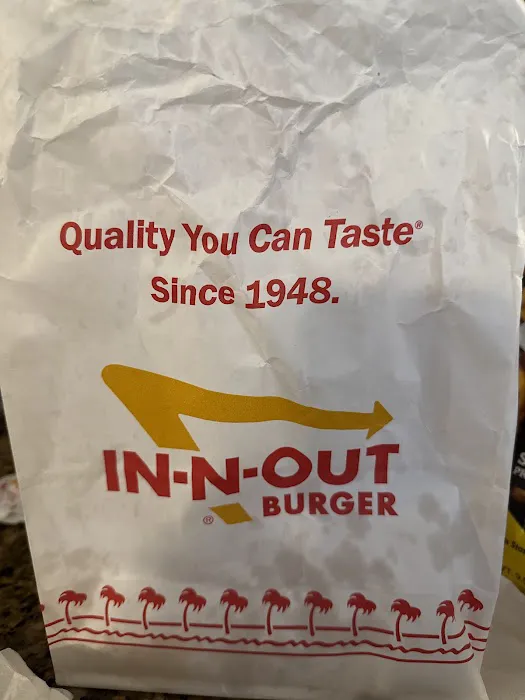 Quality You Can Taste®
Since 1948.
IN-N-OUT
BURGER
®